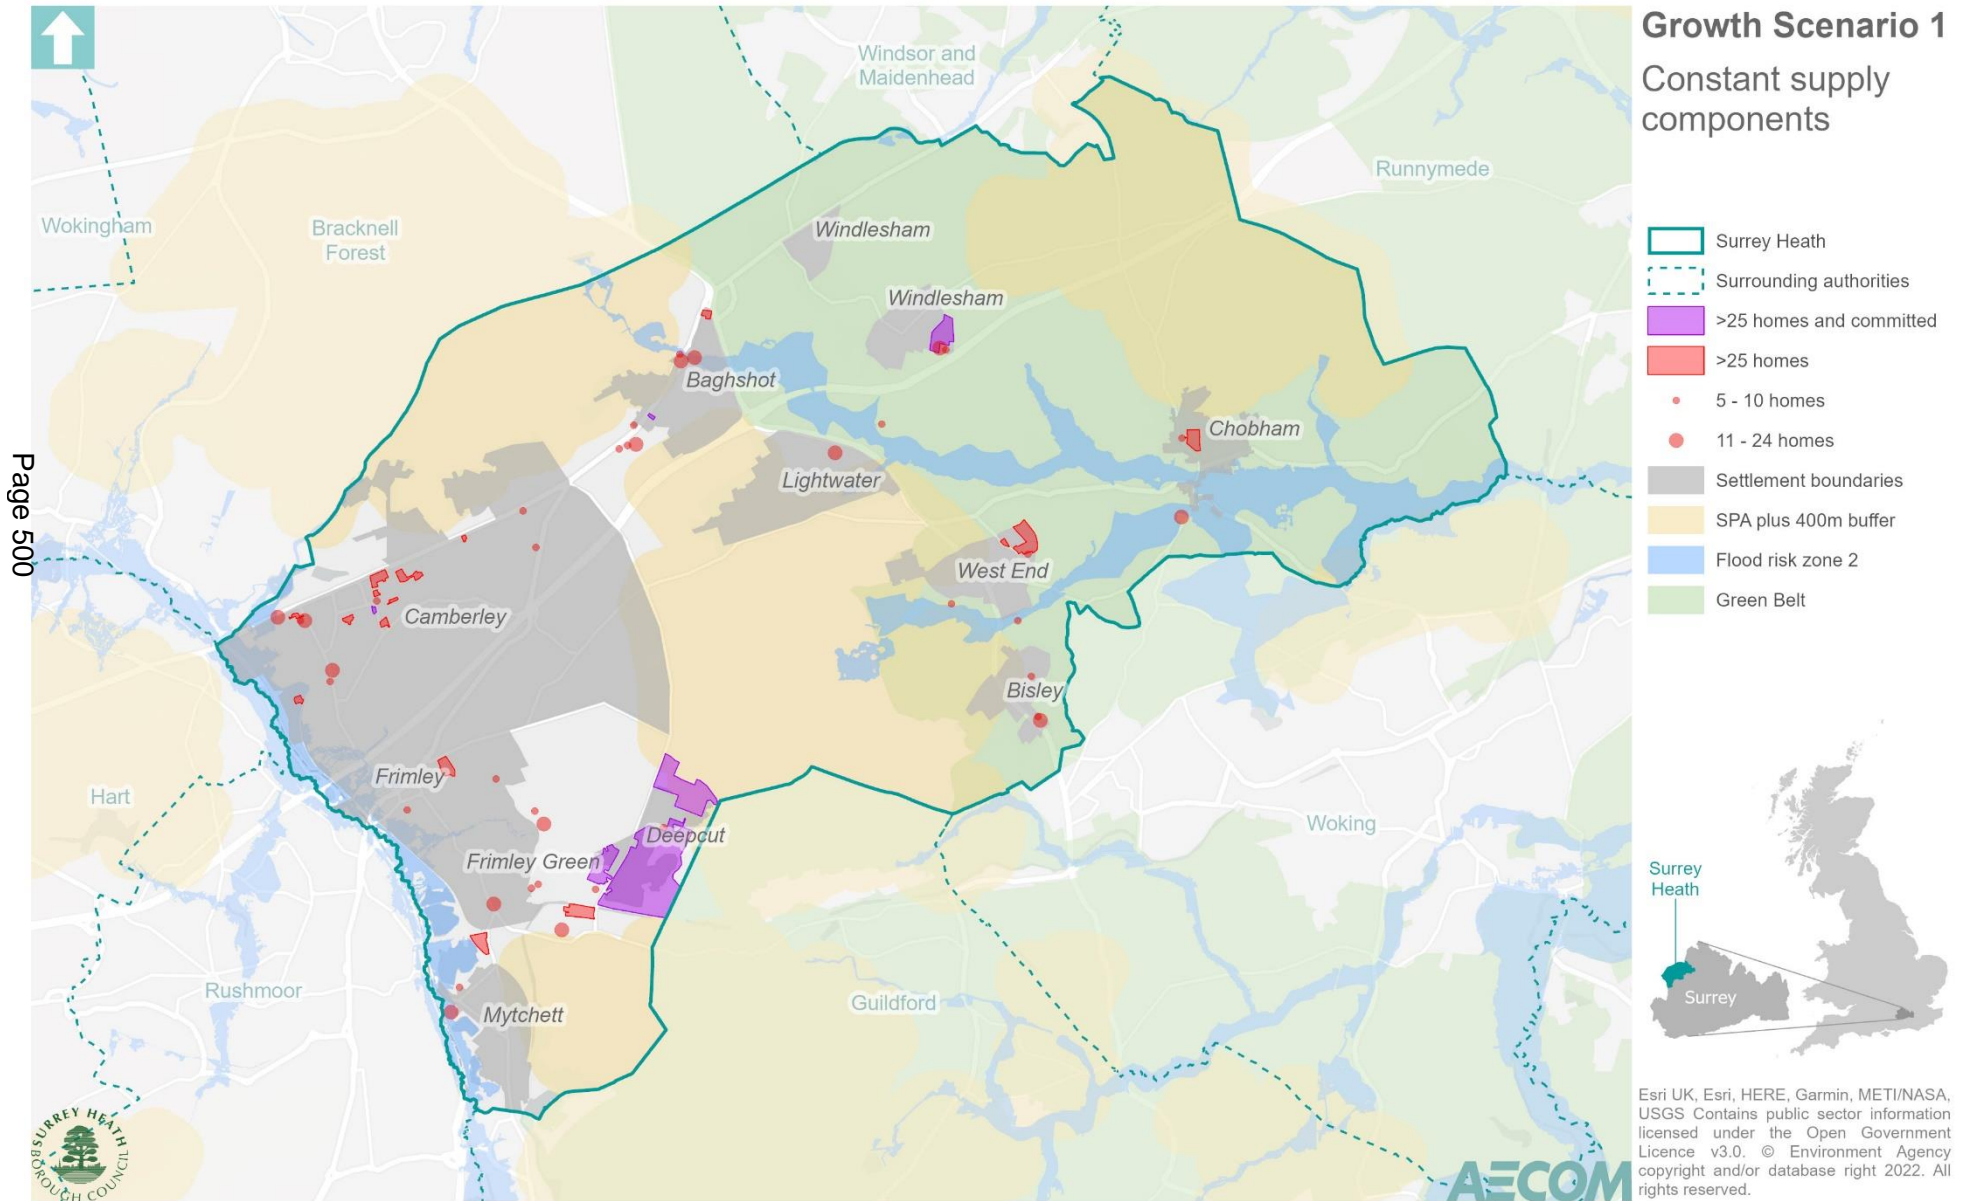 Growth Scenario 1
Constant supply
components
Surrey Heath
Surrounding authorities
>25 homes and committed
>25 homes
5 - 10 homes
11 - 24 homes
Settlement boundaries
SPA plus 400m buffer
Flood risk zone 2
Green Belt
Windsor and
Maidenhead
Runnymede
Wokingham
Bracknell
Forest
Windlesham
Windlesham
Baghshot
Chobham
Lightwater
West End
Camberley
Bisley
Frimley
Hart
Deepcut
Woking
Frimley Green
Rushmoor
Guildford
Mytchett
Page 500
Surrey
Heath
Surrey
SURREY HEATH
BOROUGH COUNCIL
AECOM
Esri UK, Esri, HERE, Garmin, METI/NASA,
USGS Contains public sector information
licensed under the Open Government
Licence v3.0. © Environment Agency
copyright and/or database right 2022. All
rights reserved.